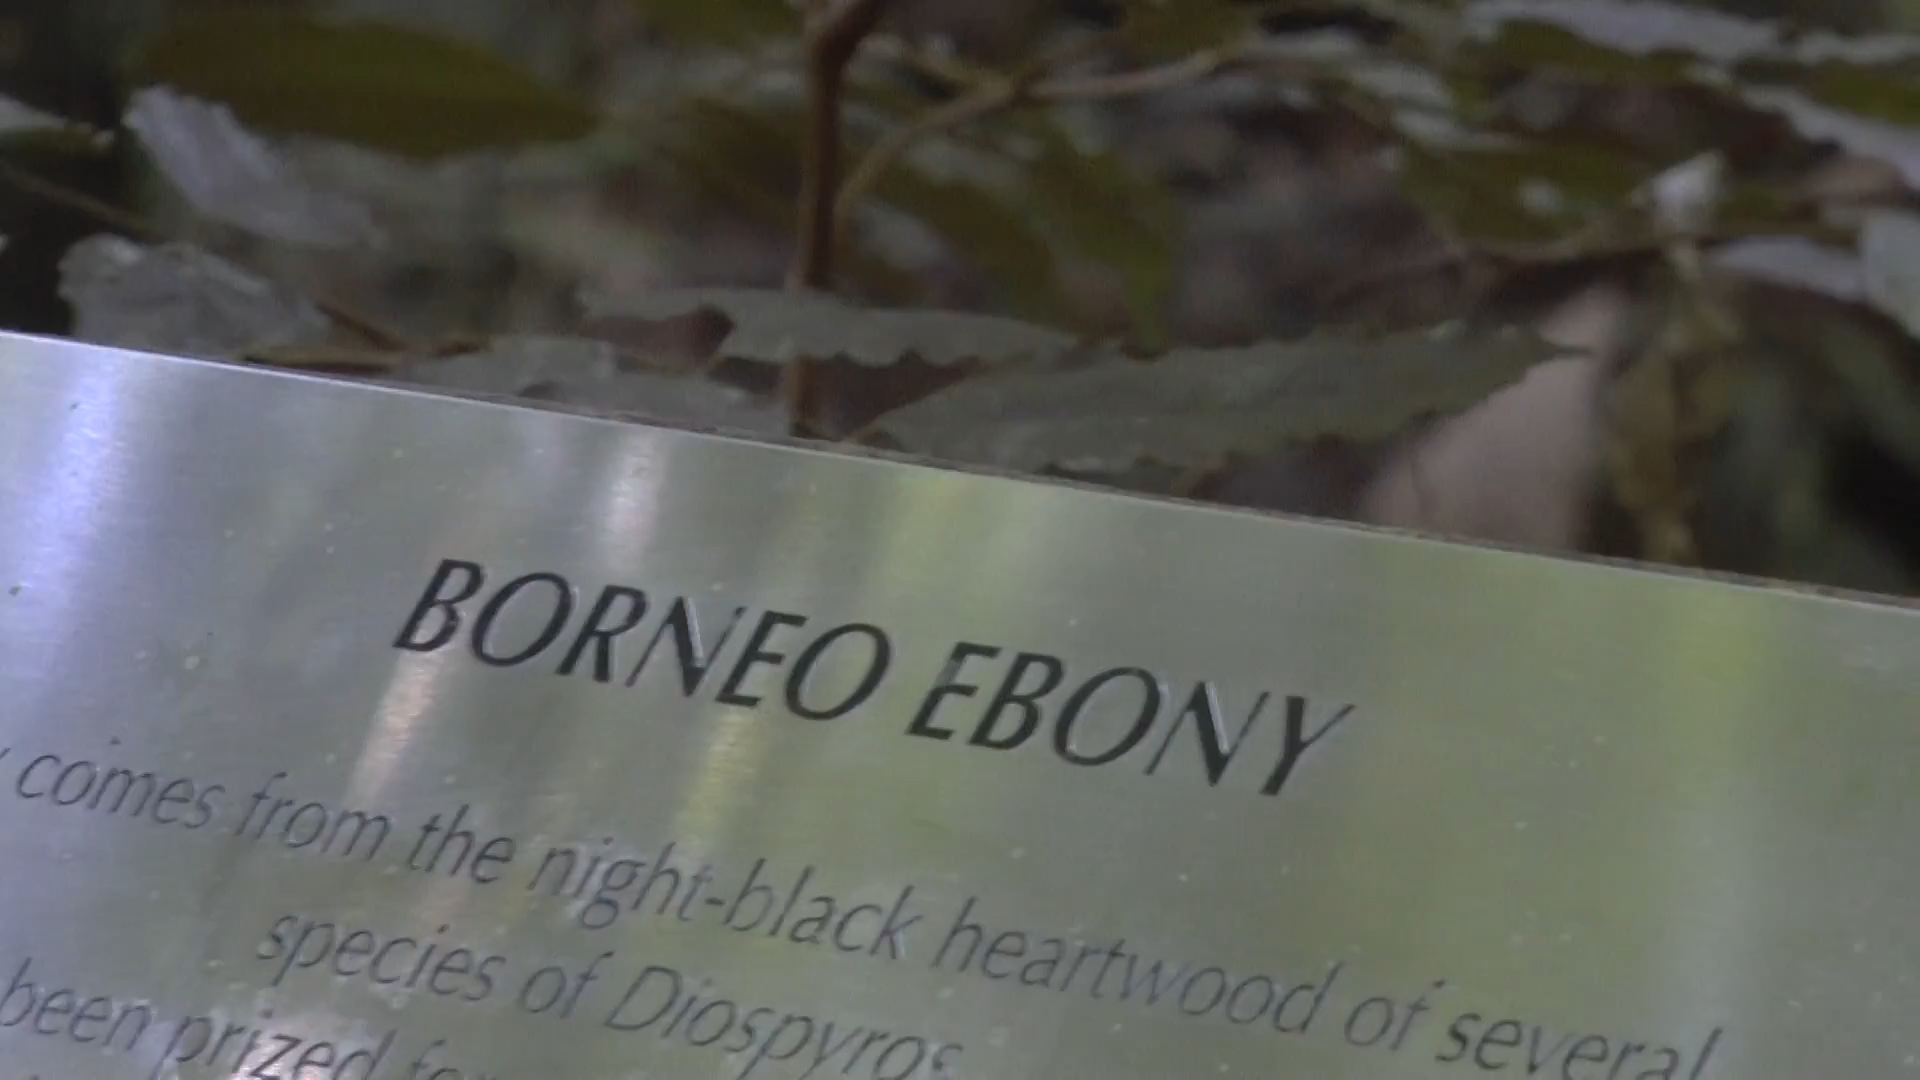 BORNEO EBONY
comes from the night-black heartwood of several
species of Diospyros
been prized